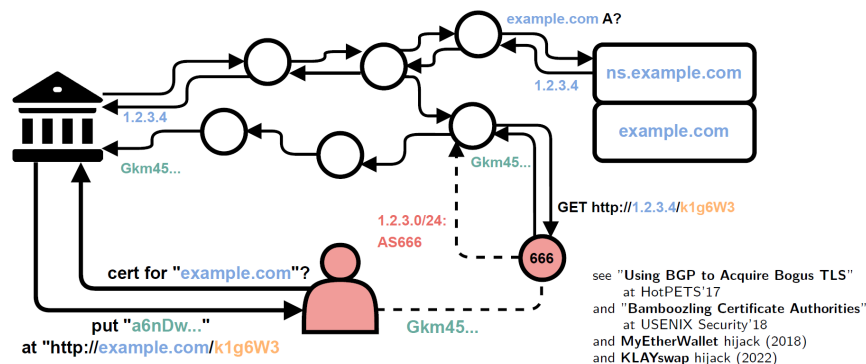 example.com A?
ns.example.com
1.2.3.4
1.2.3.4
example.com
Gkm45...
Gkm45...
1.2.3.0/24:
AS666
GET http://1.2.3.4/k1g6W3
666
cert for "example.com"?
put "a6nDw..."
at "http://example.com/k1g6W3
Gkm45...
see "Using BGP to Acquire Bogus TLS"
at HotPETS'17
and "Bamboozling Certificate Authorities"
at USENIX Security'18
and MyEtherWallet hijack (2018)
and KLAYswap hijack (2022)